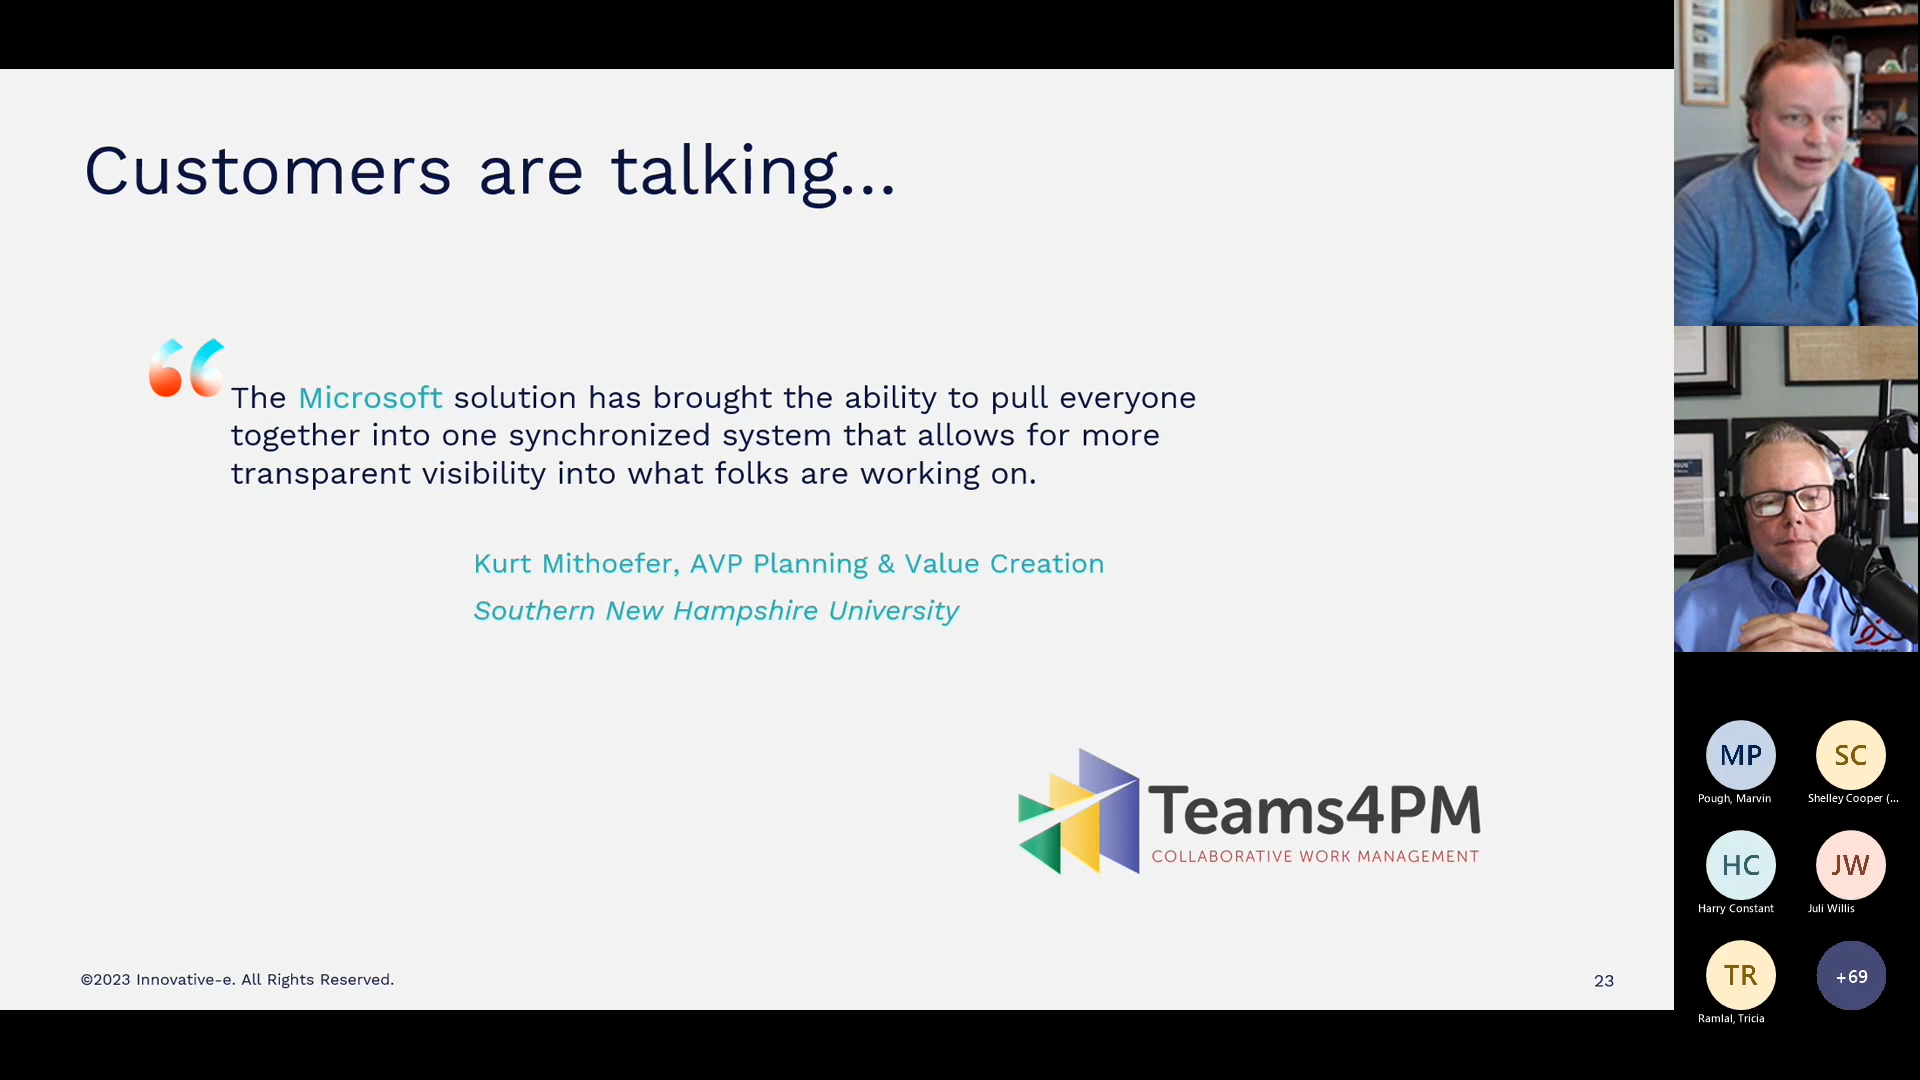 Customers are talking...
“
The Microsoft solution has brought the ability to pull everyone
together into one synchronized system that allows for more
transparent visibility into what folks are working on.
Kurt Mithoefer, AVP Planning & Value Creation
Southern New Hampshire University
Teams4PM
COLLABORATIVE WORK MANAGEMENT
©2023 Innovative-e. All Rights Reserved.
23
MP
Pough, Marvin
SC
Shelley Cooper (...
HC
Harry Constant
JW
Juli Willis
TR
Ramlal, Tricia
+69